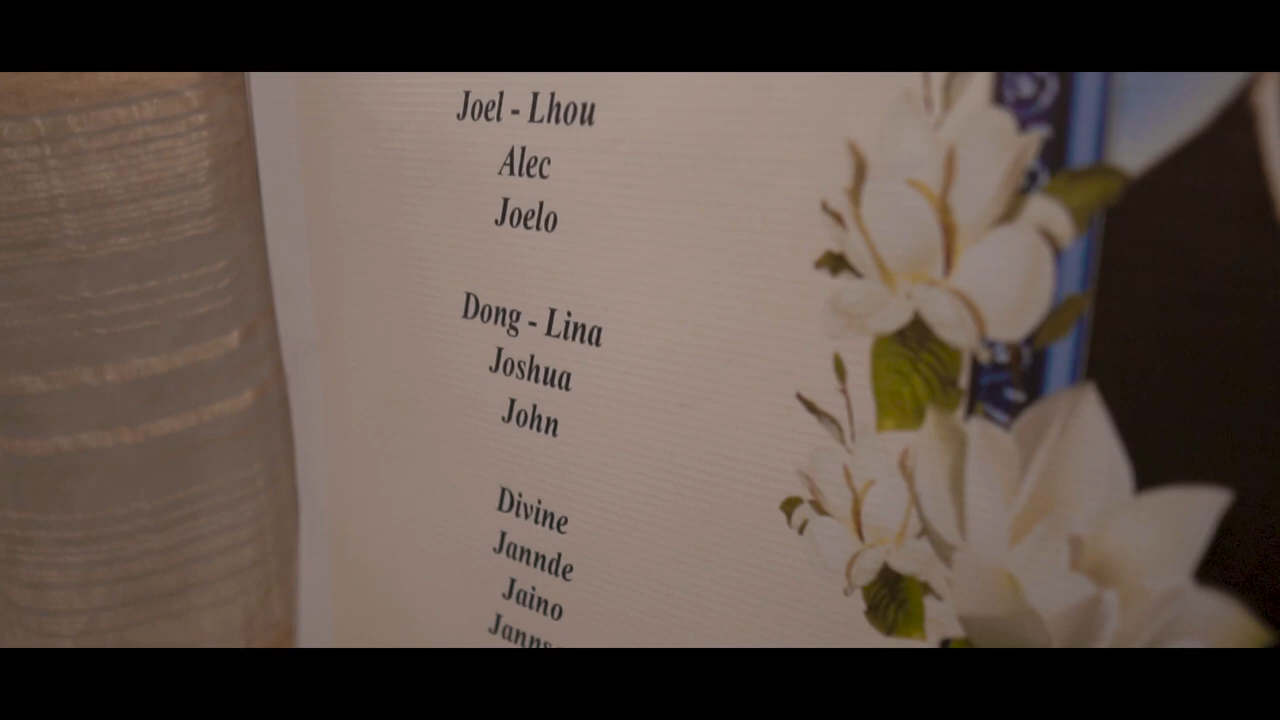 Joel - Lhou
Alec
Joelo
Dong - Lina
Joshua
John
Divine
Jannde
Jaino